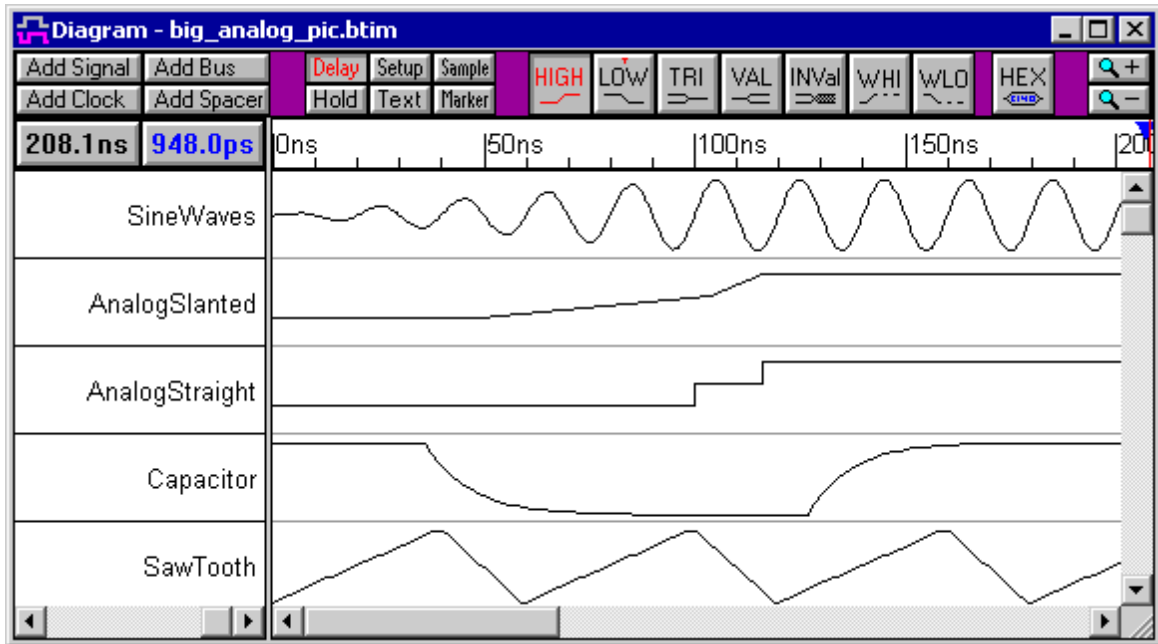 Diagram - big_analog_pic.btim
Add Signal Add Bus Delay Setup Sample HIGH LOW TRI VAL INVal WHI WLO HEX +
Add Clock Add Spacer Hold Text Marker -
208.1ns 948.0ps 0ns 50ns 100ns 150ns 200
SineWaves
AnalogSlanted
AnalogStraight
Capacitor
SawTooth